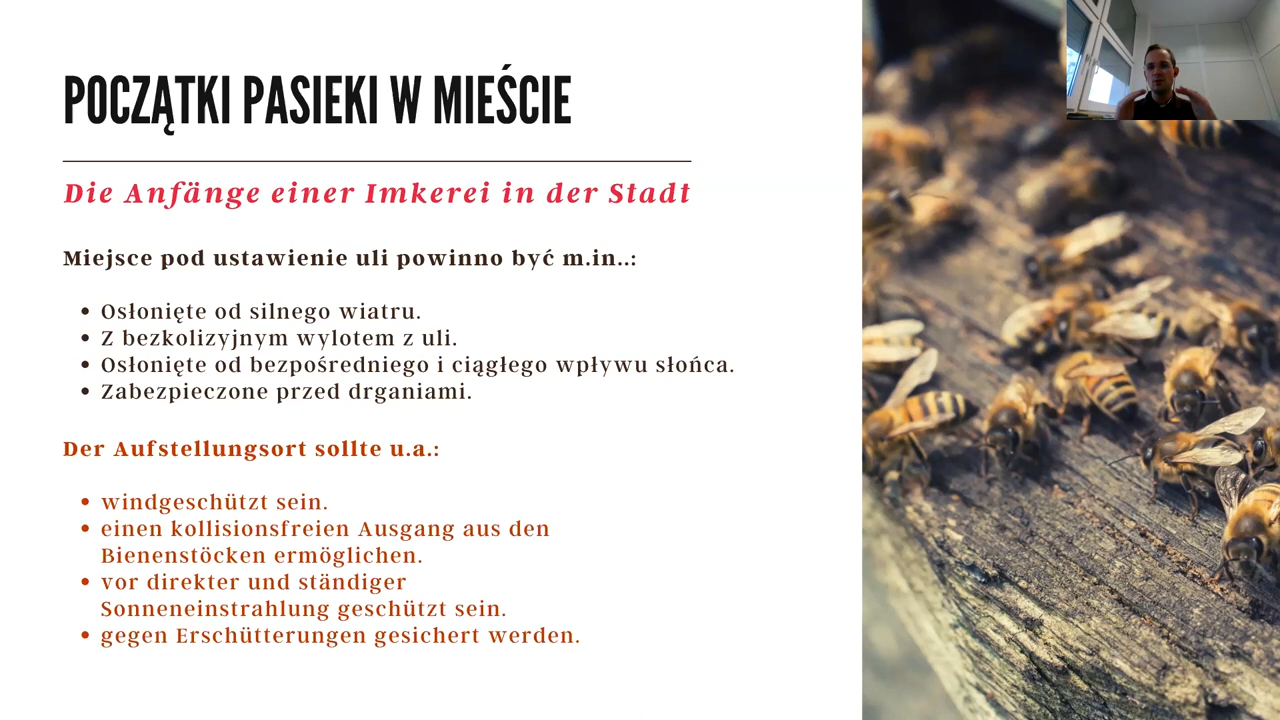 POCZĄTKI PASIEKI W MIEŚCIE
Die Anfänge einer Imkerei in der Stadt
Miejsce pod ustawienie uli powinno być m.in..:
• Osłonięte od silnego wiatru.
• Z bezkolizyjnym wylotem z uli.
• Osłonięte od bezpośredniego i ciągłego wpływu słońca.
• Zabezpieczone przed drganiami.
Der Aufstellungsort sollte u.a.:
• windgeschützt sein.
• einen kollisionsfreien Ausgang aus den
Bienenstöcken ermöglichen.
• vor direkter und ständiger
Sonneneinstrahlung geschützt sein.
• gegen Erschütterungen gesichert werden.